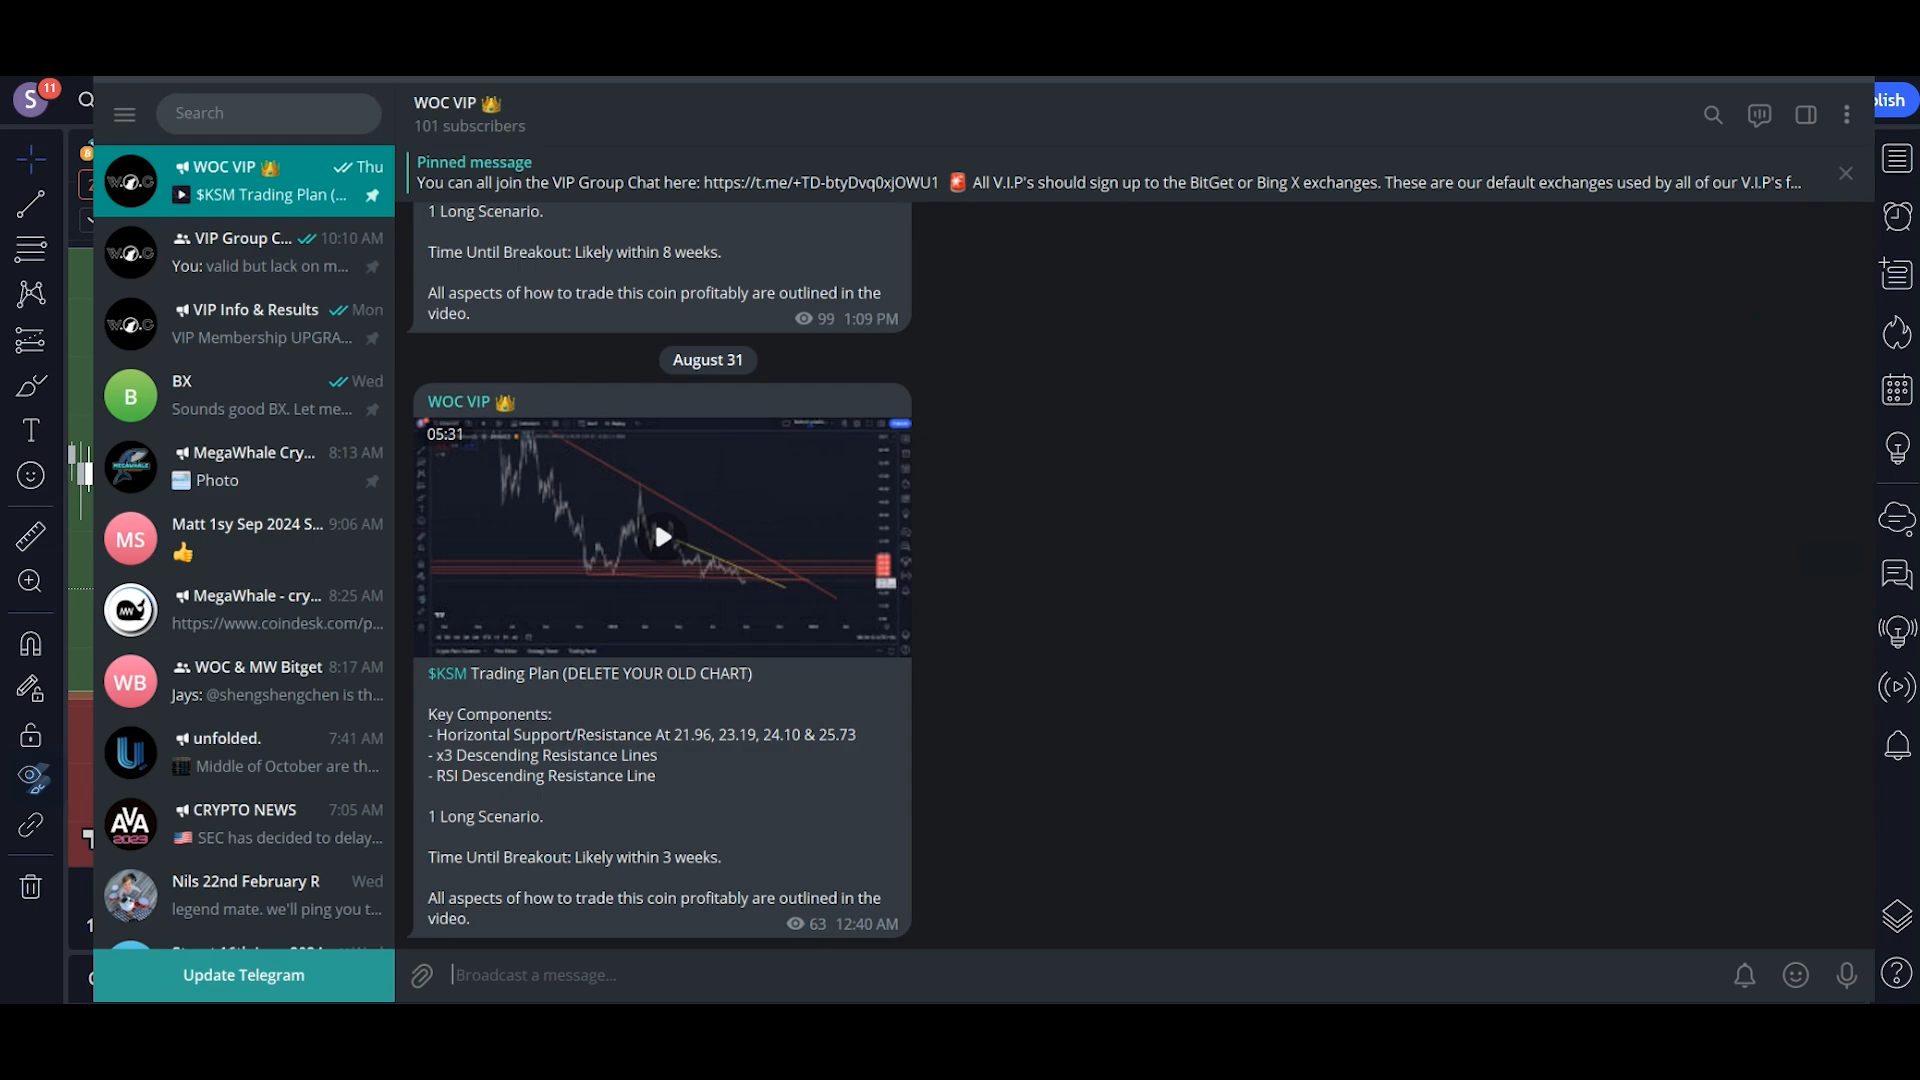 S
11
Search
WOC VIP 👑
101 subscribers
lish
Pinned message
You can all join the VIP Group Chat here: https://t.me/+TD-btyDvq0xjOWU1 🚨 All V.I.P's should sign up to the BitGet or Bing X exchanges. These are our default exchanges used by all of our V.I.P's f...
W.O.C
WOC VIP 👑 Thu
$KSM Trading Plan (...
W.O.C
VIP Group C... 10:10 AM
You: valid but lack on m...
W.O.C
VIP Info & Results Mon
VIP Membership UPGRA...
B
BX Wed
Sounds good BX. Let me...
MEGAWHALE
MegaWhale Cry... 8:13 AM
Photo
MS
Matt 1sy Sep 2024 S... 9:06 AM
👍
MW
MegaWhale - cry... 8:25 AM
https://www.coindesk.com/p...
WB
WOC & MW Bitget 8:17 AM
Jays: @shengshengchen is th...
unfolded. 7:41 AM
Middle of October are th...
AVA
2023
CRYPTO NEWS 7:05 AM
🇺🇸 SEC has decided to delay...
Nils 22nd February R Wed
legend mate. we'll ping you t...
Update Telegram
1 Long Scenario.
Time Until Breakout: Likely within 8 weeks.
All aspects of how to trade this coin profitably are outlined in the
video.
99 1:09 PM
August 31
WOC VIP 👑
05:31
$KSM Trading Plan (DELETE YOUR OLD CHART)
Key Components:
- Horizontal Support/Resistance At 21.96, 23.19, 24.10 & 25.73
- x3 Descending Resistance Lines
- RSI Descending Resistance Line
1 Long Scenario.
Time Until Breakout: Likely within 3 weeks.
All aspects of how to trade this coin profitably are outlined in the
video.
63 12:40 AM
Broadcast a message...